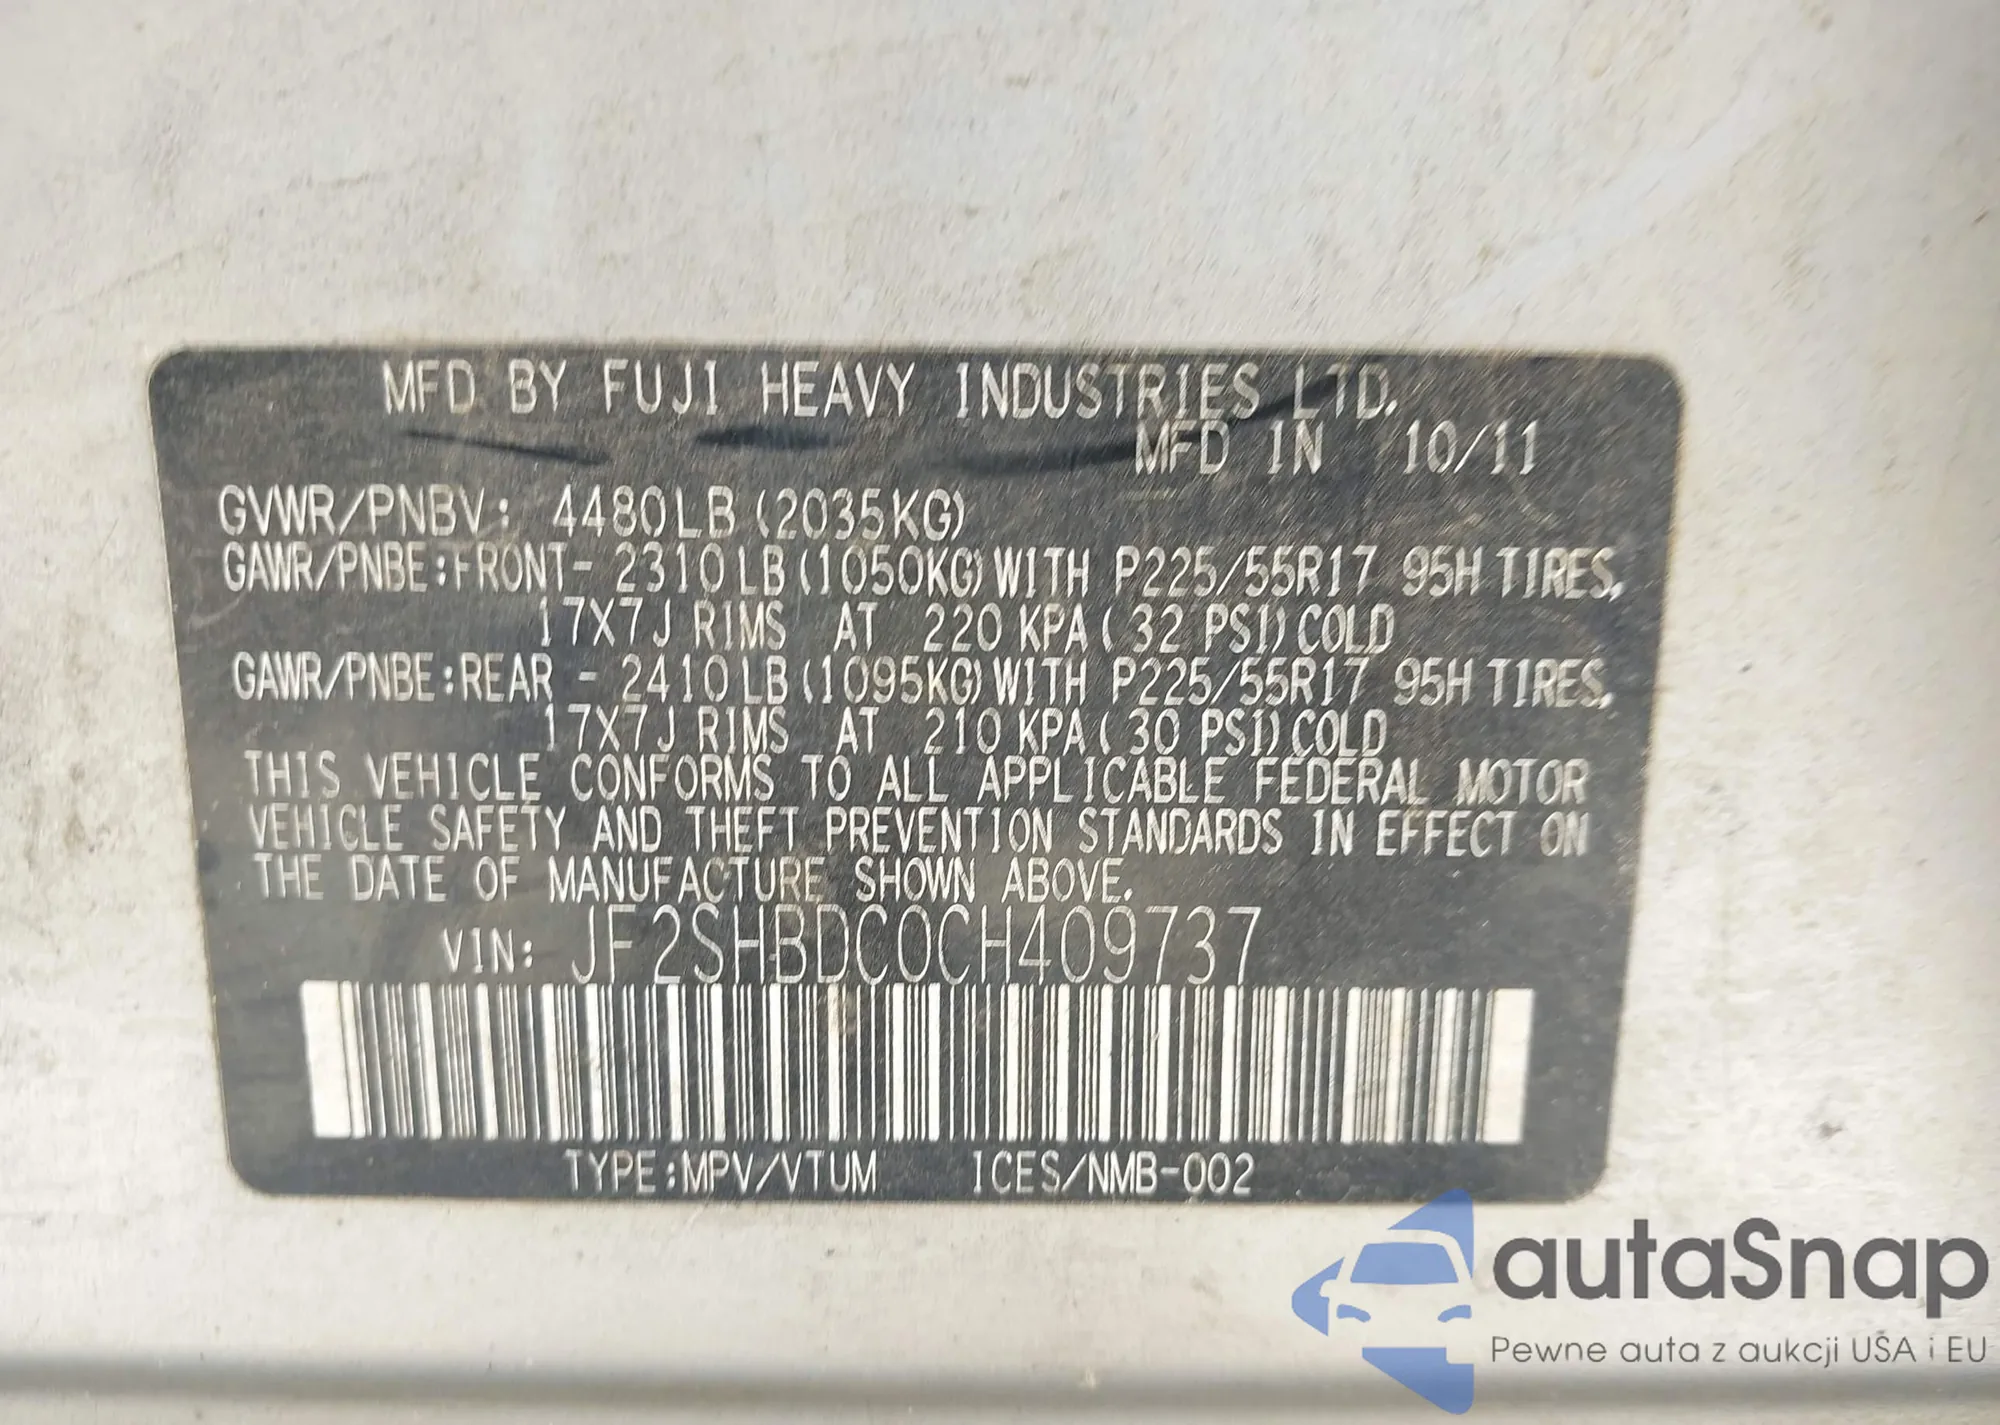 MFD BY FUJI HEAVY INDUSTRIES LTD.
MFD IN 10/11
GVWR/PNBV: 4480LB (2035KG)
GAWR/PNBE:FRONT- 2310LB (1050KG) WITH P225/55R17 95H TIRES,
17X7J RIMS AT 220 KPA ( 32 PSI) COLD
GAWR/PNBE:REAR - 2410LB (1095KG) WITH P225/55R17 95H TIRES,
17X7J RIMS AT 210 KPA ( 30 PSI) COLD
THIS VEHICLE CONFORMS TO ALL APPLICABLE FEDERAL MOTOR
VEHICLE SAFETY AND THEFT PREVENTION STANDARDS IN EFFECT ON
THE DATE OF MANUFACTURE SHOWN ABOVE.
VIN: JF2SHBDC0CH409737
TYPE:MPV/VTUM ICES/NMB-002
autaSnap
Pewne auta z aukcji USA i EU